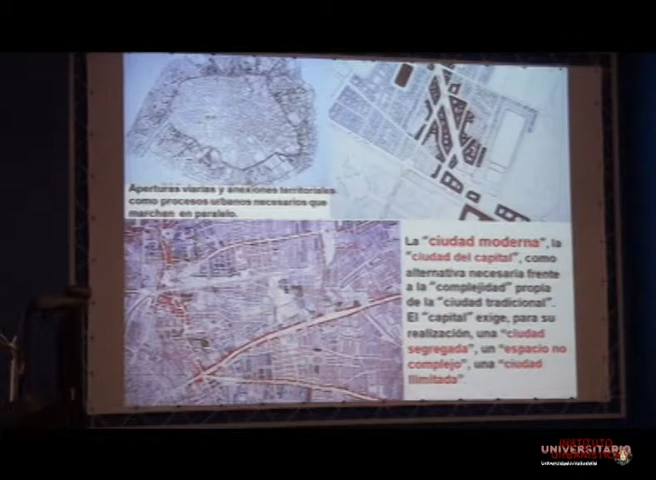 Aperturas viarias y anexiones territoriales
como procesos urbanos necesarios que
marchan en paralelo.
La "ciudad moderna", la
"ciudad del capital", como
alternativa necesaria frente
a la "complejidad" propia
de la "ciudad tradicional".
El "capital" exige, para su
realización, una "ciudad
segregada", un "espacio no
complejo", una "ciudad
ilimitada".
INSTITUTO
UNIVERSITARIO